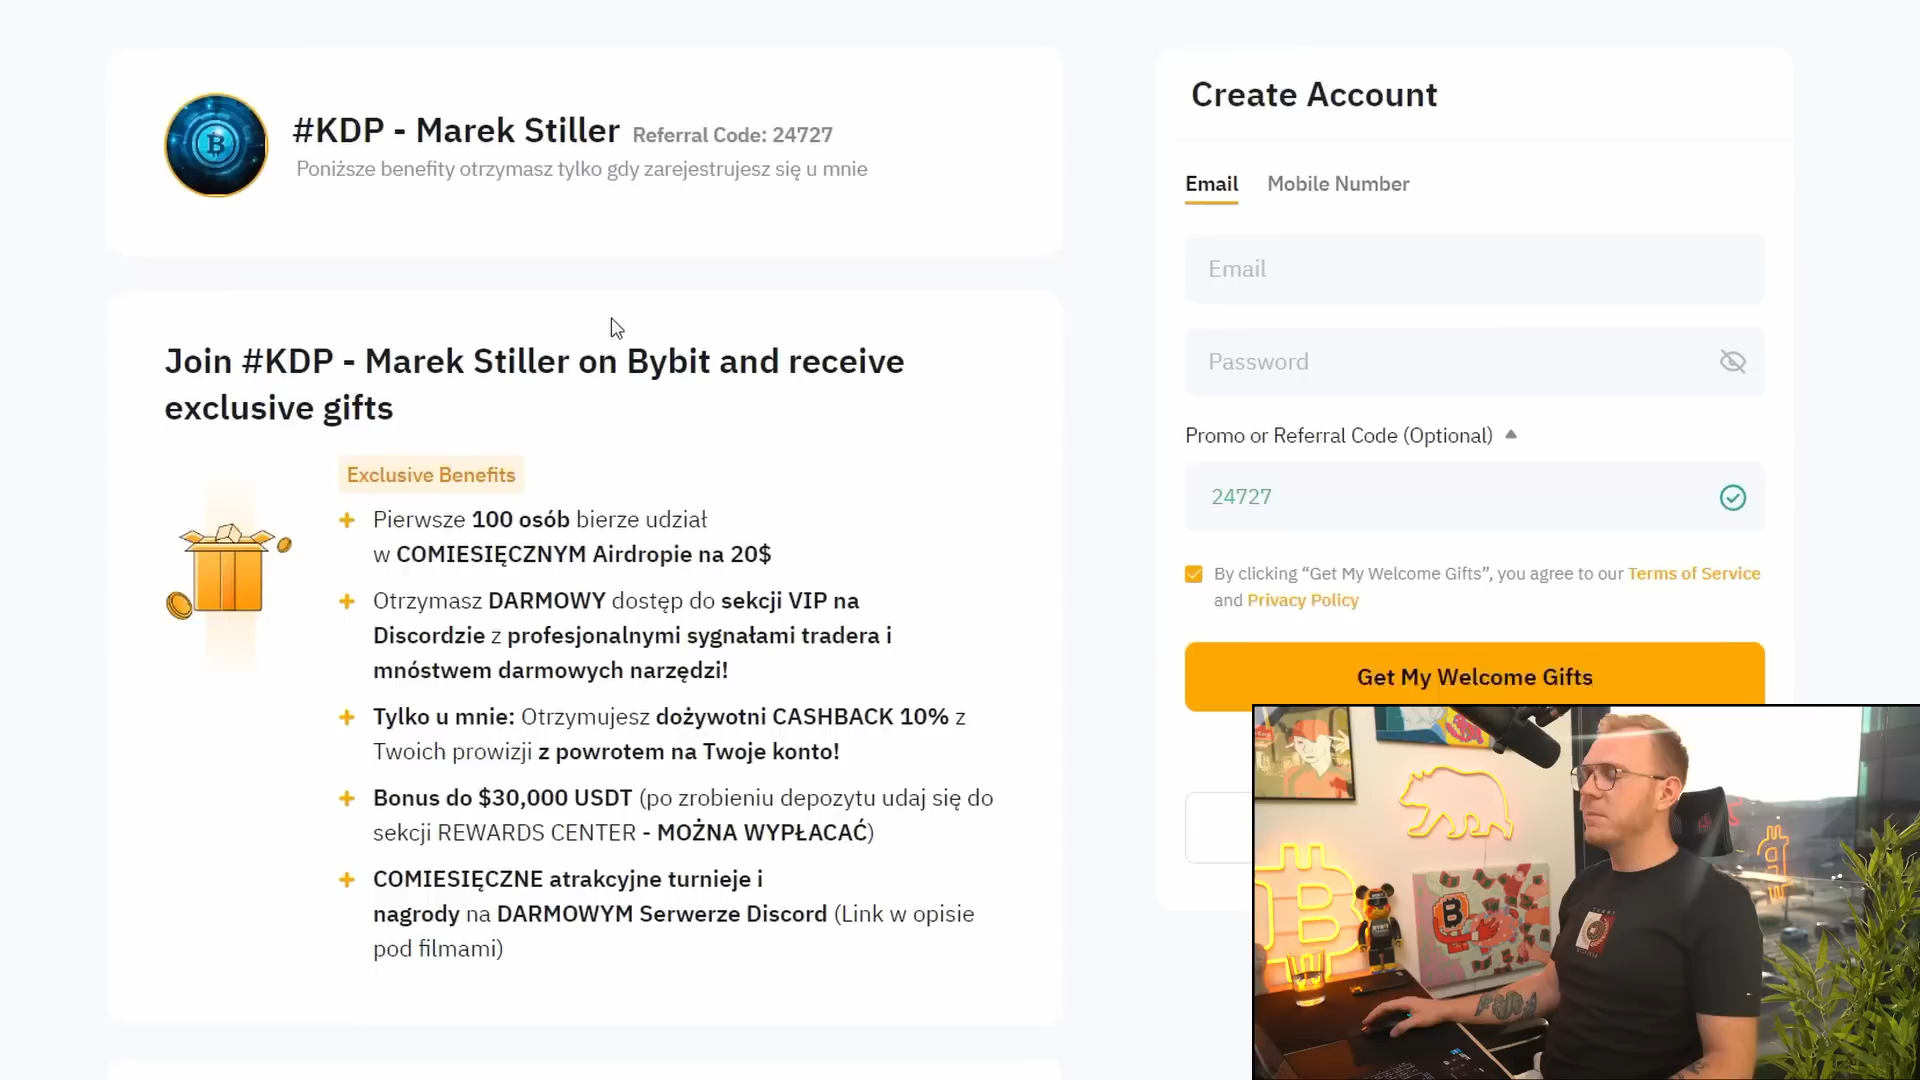 #KDP - Marek Stiller Referral Code: 24727
Poniższe benefity otrzymasz tylko gdy zarejestrujesz się u mnie
Join #KDP - Marek Stiller on Bybit and receive
exclusive gifts
Exclusive Benefits
Pierwsze 100 osób bierze udział
w COMIESIĘCZNYM Airdropie na 20$
Otrzymasz DARMOWY dostęp do sekcji VIP na
Discordzie z profesjonalnymi sygnałami tradera i
mnóstwem darmowych narzędzi!
Tylko u mnie: Otrzymujesz dożywotni CASHBACK 10% z
Twoich prowizji z powrotem na Twoje konto!
Bonus do $30,000 USDT (po zrobieniu depozytu udaj się do
sekcji REWARDS CENTER - MOŻNA WYPŁACAĆ)
COMIESIĘCZNE atrakcyjne turnieje i
nagrody na DARMOWYM Serwerze Discord (Link w opisie
pod filmami)
Create Account
Email Mobile Number
Email
Password
Promo or Referral Code (Optional)
24727
By clicking “Get My Welcome Gifts”, you agree to our Terms of Service
and Privacy Policy
Get My Welcome Gifts